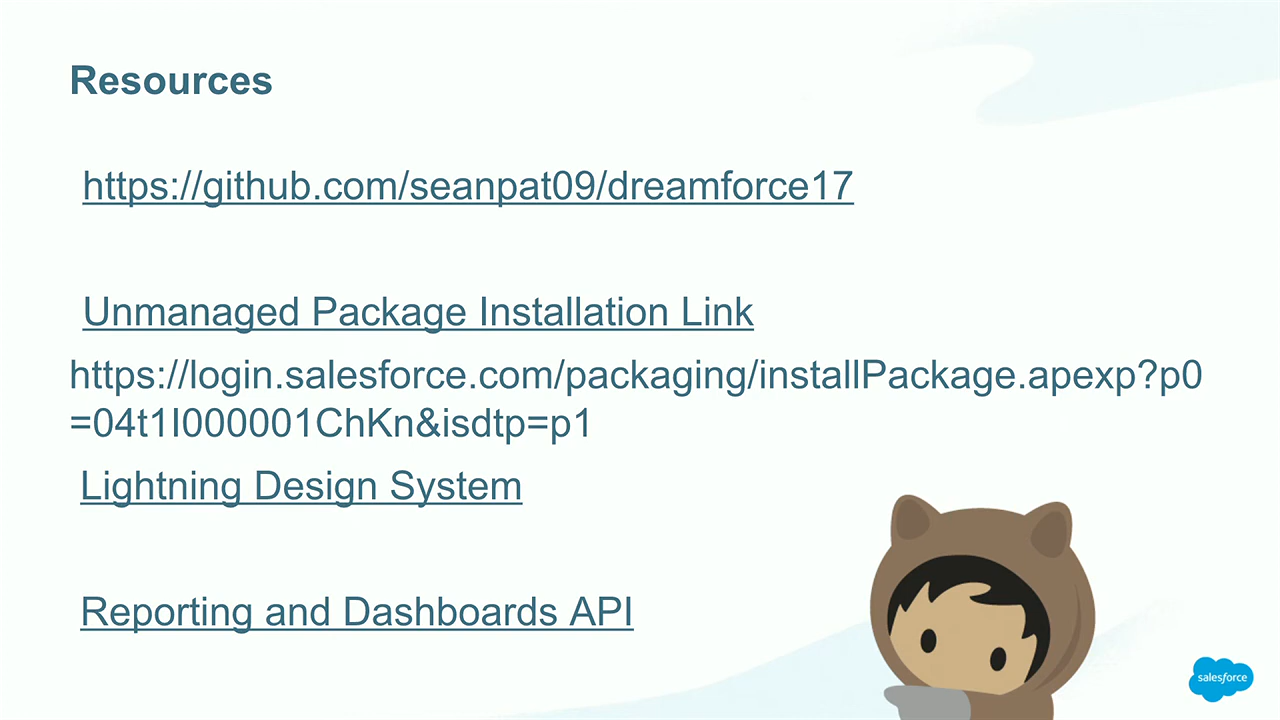 Resources
https://github.com/seanpat09/dreamforce17
Unmanaged Package Installation Link
https://login.salesforce.com/packaging/installPackage.apexp?p0
=04t1I000001ChKn&isdtp=p1
Lightning Design System
Reporting and Dashboards API
salesforce